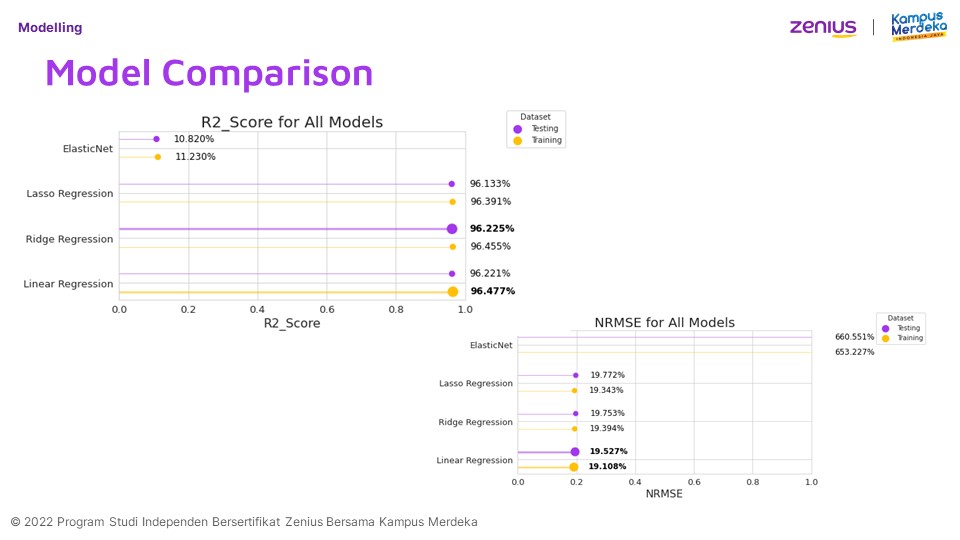 Modelling
zenius
Kampus
Merdeka
INDONESIA JAYA
Model Comparison
R2_Score for All Models
Dataset
Testing
Training
ElasticNet
10.820%
11.230%
Lasso Regression
96.133%
96.391%
Ridge Regression
96.225%
96.455%
Linear Regression
96.221%
96.477%
0.0 0.2 0.4 0.6 0.8 1.0
R2_Score
NRMSE for All Models
Dataset
Testing
Training
ElasticNet
660.551%
653.227%
Lasso Regression
19.772%
19.343%
Ridge Regression
19.753%
19.394%
Linear Regression
19.527%
19.108%
0.0 0.2 0.4 0.6 0.8 1.0
NRMSE
© 2022 Program Studi Independen Bersertifikat Zenius Bersama Kampus Merdeka